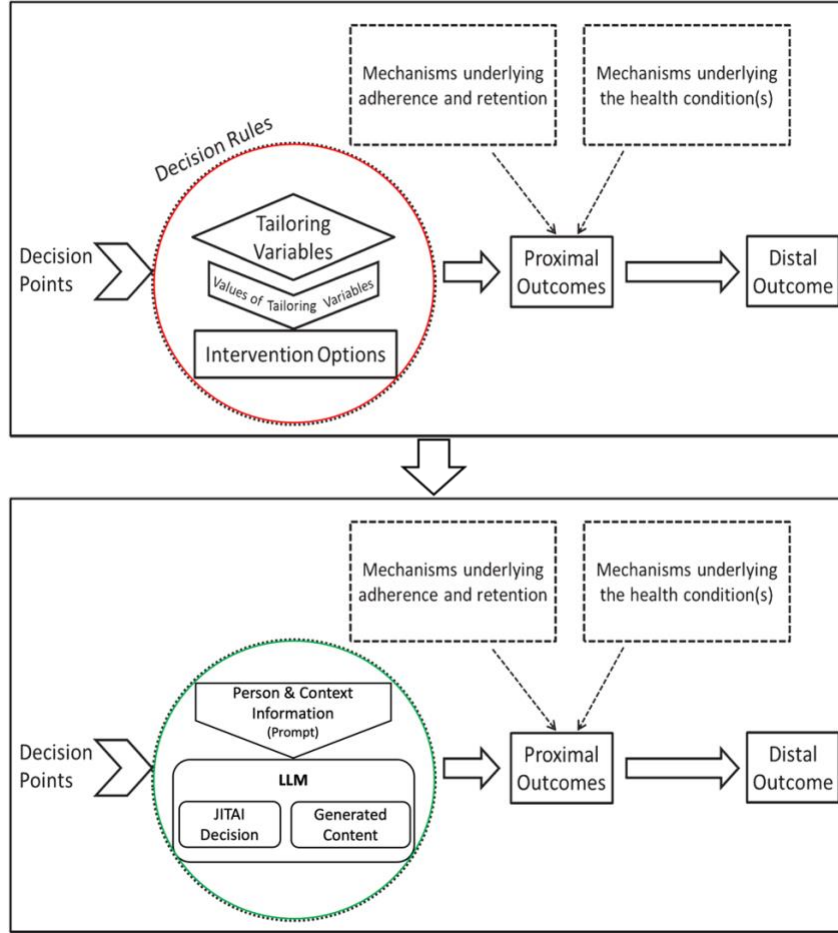 Mechanisms underlying
adherence and retention
Mechanisms underlying
the health condition(s)
Decision Rules
Decision
Points
Tailoring
Variables
Values of Tailoring Variables
Intervention Options
Proximal
Outcomes
Distal
Outcome
Mechanisms underlying
adherence and retention
Mechanisms underlying
the health condition(s)
Decision
Points
Person & Context
Information
(Prompt)
LLM
JITAI
Decision
Generated
Content
Proximal
Outcomes
Distal
Outcome